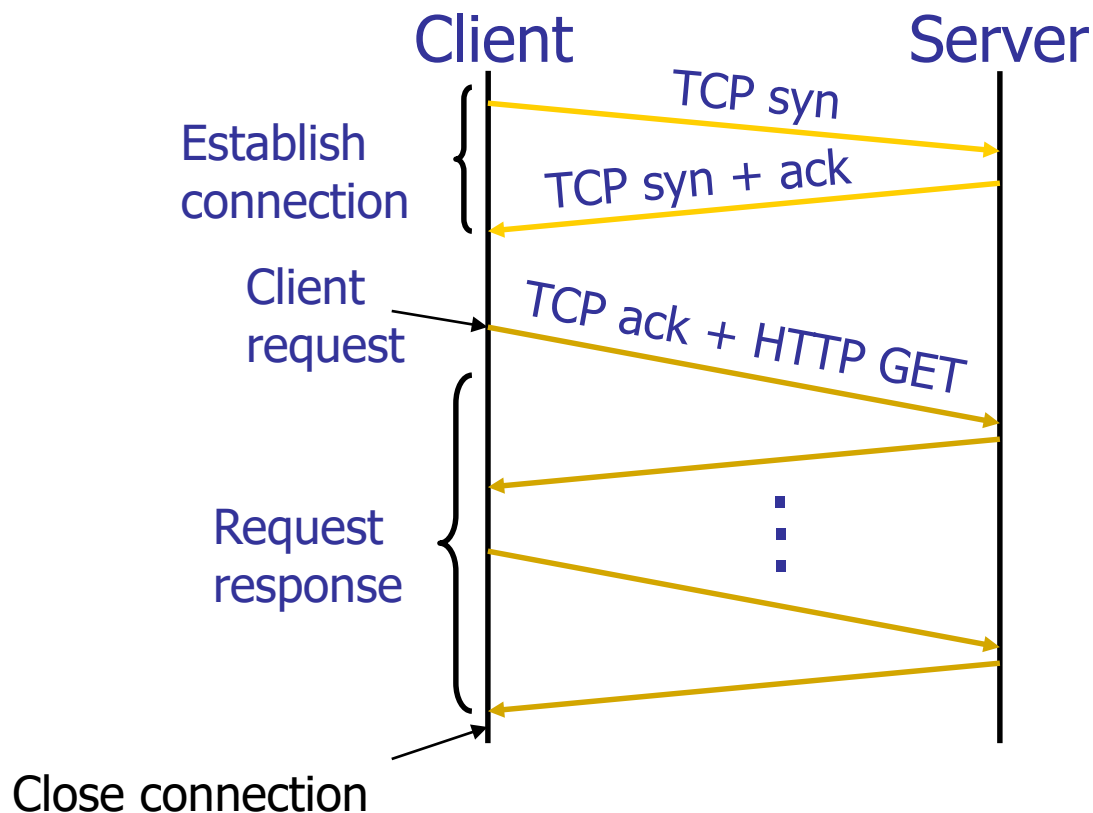 Client
Server
TCP syn
Establish
connection
TCP syn + ack
Client
request
TCP ack + HTTP GET
Request
response
Close connection